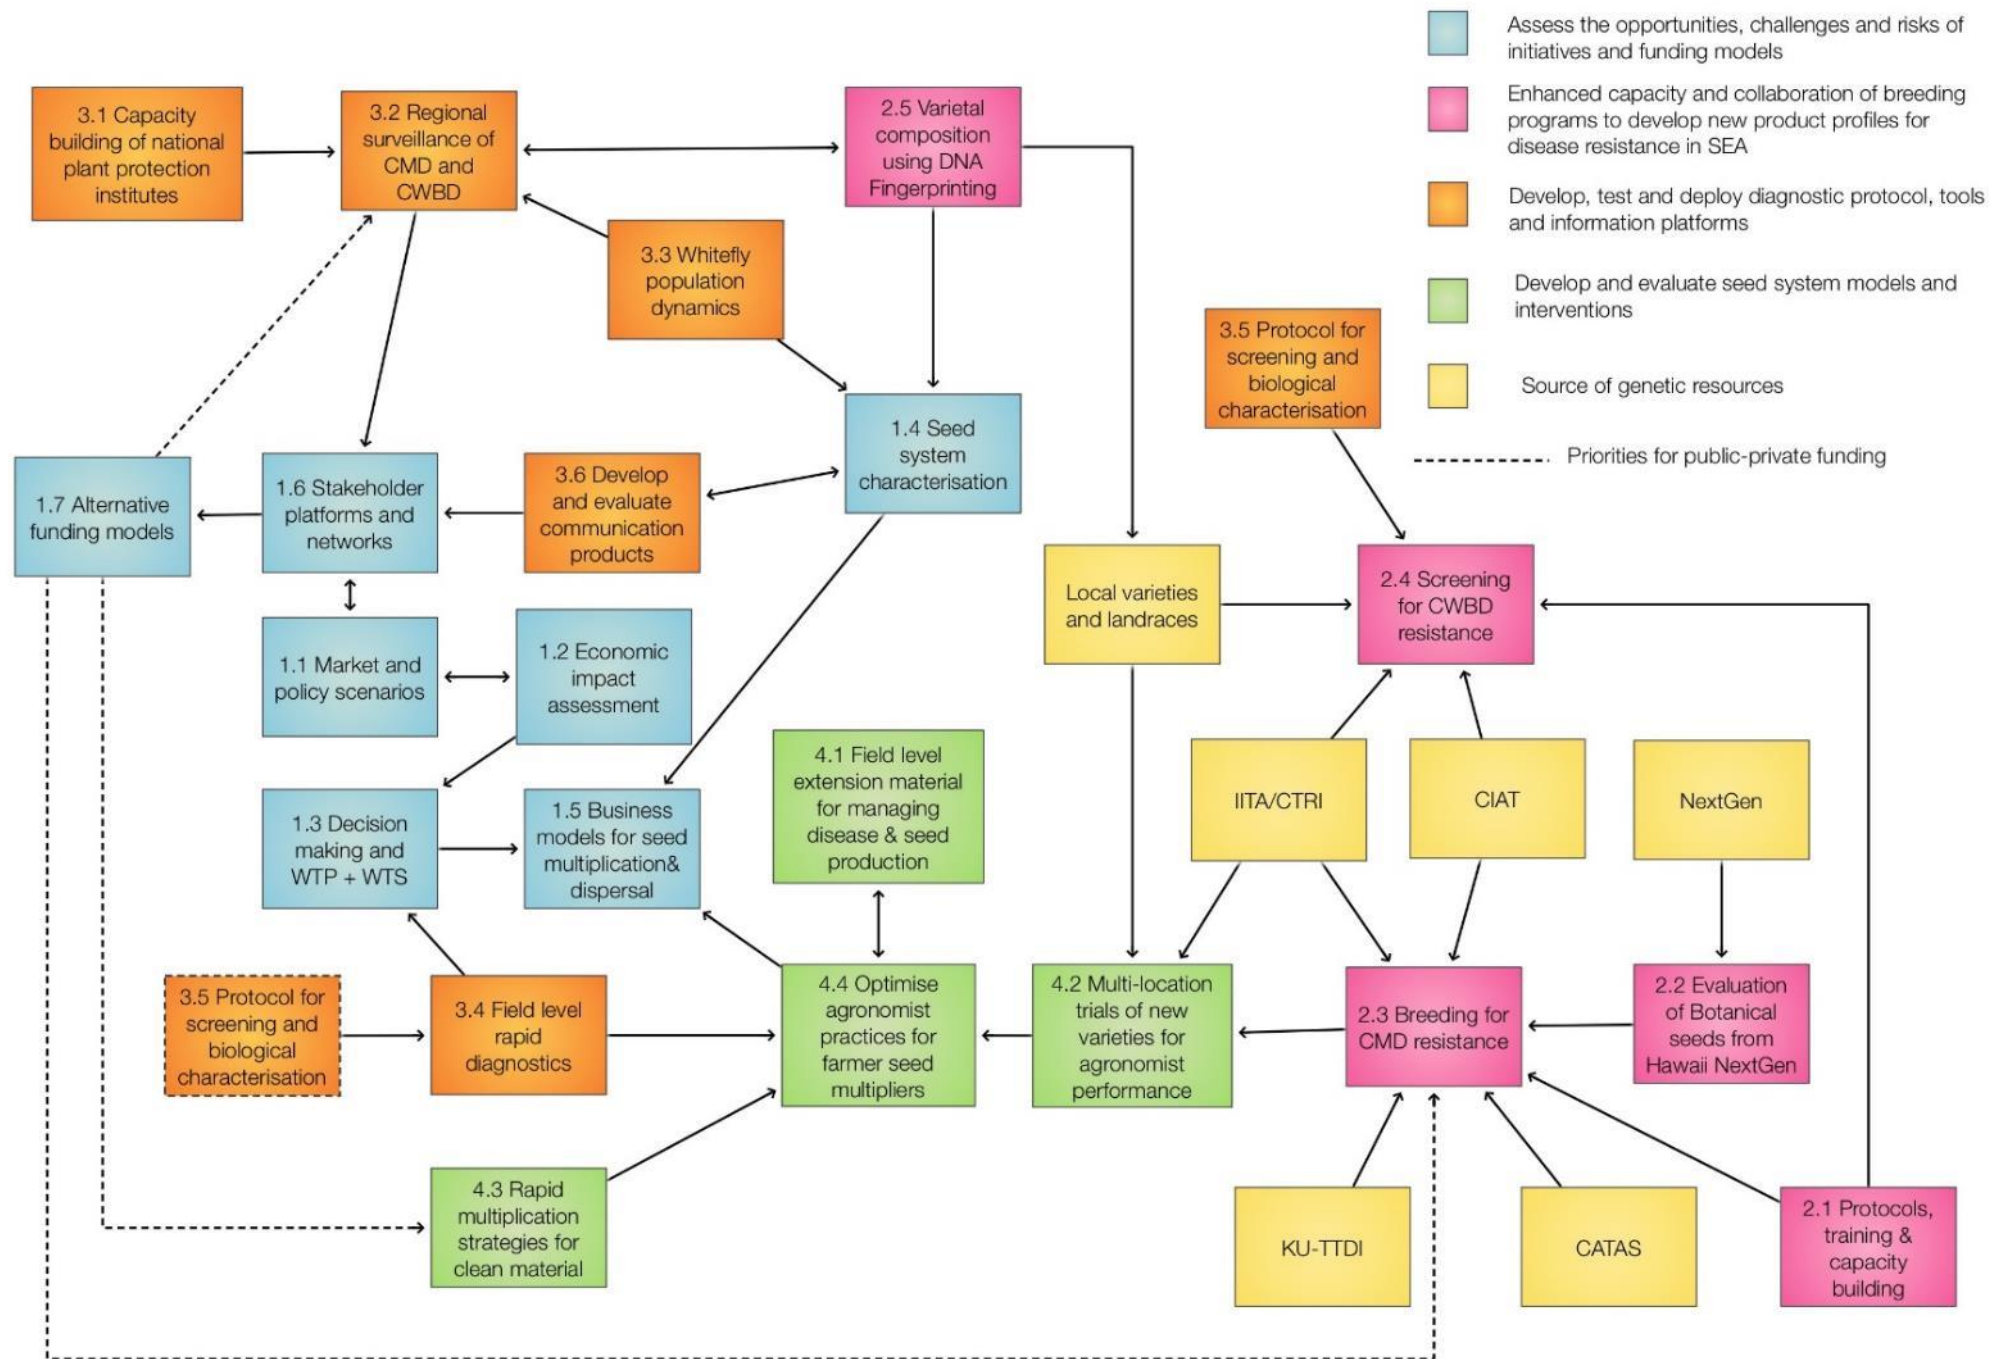 Assess the opportunities, challenges and risks of
initiatives and funding models
Enhanced capacity and collaboration of breeding
programs to develop new product profiles for
disease resistance in SEA
Develop, test and deploy diagnostic protocol, tools
and information platforms
Develop and evaluate seed system models and
interventions
Source of genetic resources
Priorities for public-private funding
3.1 Capacity
building of national
plant protection
institutes
3.2 Regional
surveillance of
CMD and
CWBD
2.5 Varietal
composition
using DNA
Fingerprinting
3.3 Whitefly
population
dynamics
3.5 Protocol for
screening and
biological
characterisation
1.4 Seed
system
characterisation
1.7 Alternative
funding models
1.6 Stakeholder
platforms and
networks
3.6 Develop
and evaluate
communication
products
Local varieties
and landraces
2.4 Screening
for CWBD
resistance
1.1 Market and
policy scenarios
1.2 Economic
impact
assessment
4.1 Field level
extension material
for managing
disease & seed
production
IITA/CTRI
CIAT
NextGen
1.3 Decision
making and
WTP + WTS
1.5 Business
models for seed
multiplication&
dispersal
3.5 Protocol for
screening and
biological
characterisation
3.4 Field level
rapid
diagnostics
4.4 Optimise
agronomist
practices for
farmer seed
multipliers
4.2 Multi-location
trials of new
varieties for
agronomist
performance
2.3 Breeding for
CMD resistance
2.2 Evaluation
of Botanical
seeds from
Hawaii NextGen
4.3 Rapid
multiplication
strategies for
clean material
KU-TTDI
CATAS
2.1 Protocols,
training &
capacity
building